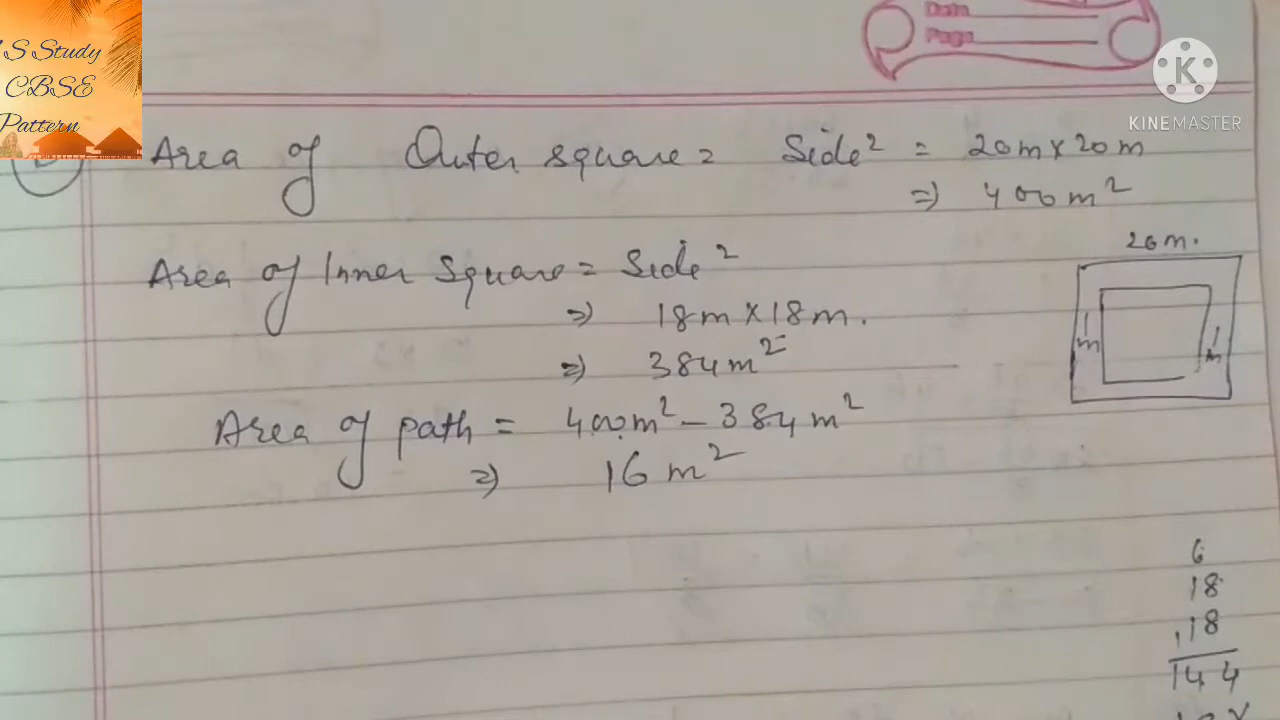 I S Study
CBSE
Pattern
Date
Page
K
KINEMASTER
Area of Outer square = Side² = 20m x 20m
⇒ 400m²
Area of Inner Square = Side²
⇒ 18m x 18m.
⇒ 384m²
20m.
1m
1m
Area of path = 400m² - 384m²
⇒ 16m²
6
18
18
144